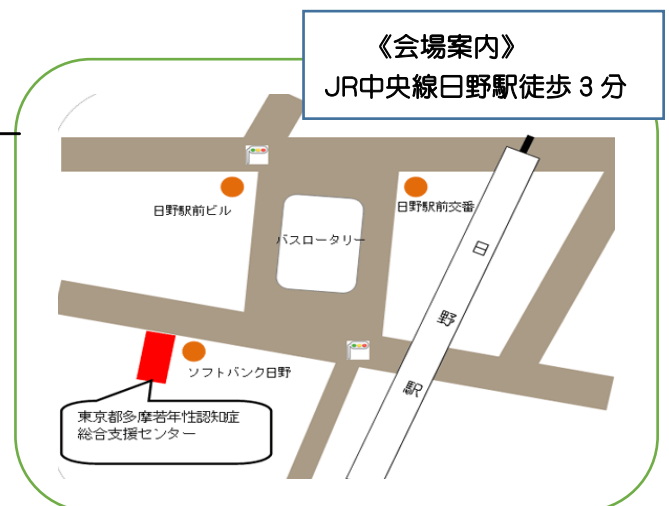 《会場案内》
JR中央線日野駅徒歩３分
日野駅前ビル
日野駅前交番
バスロータリー
日野駅
ソフトバンク日野
東京都多摩若年性認知症
総合支援センター